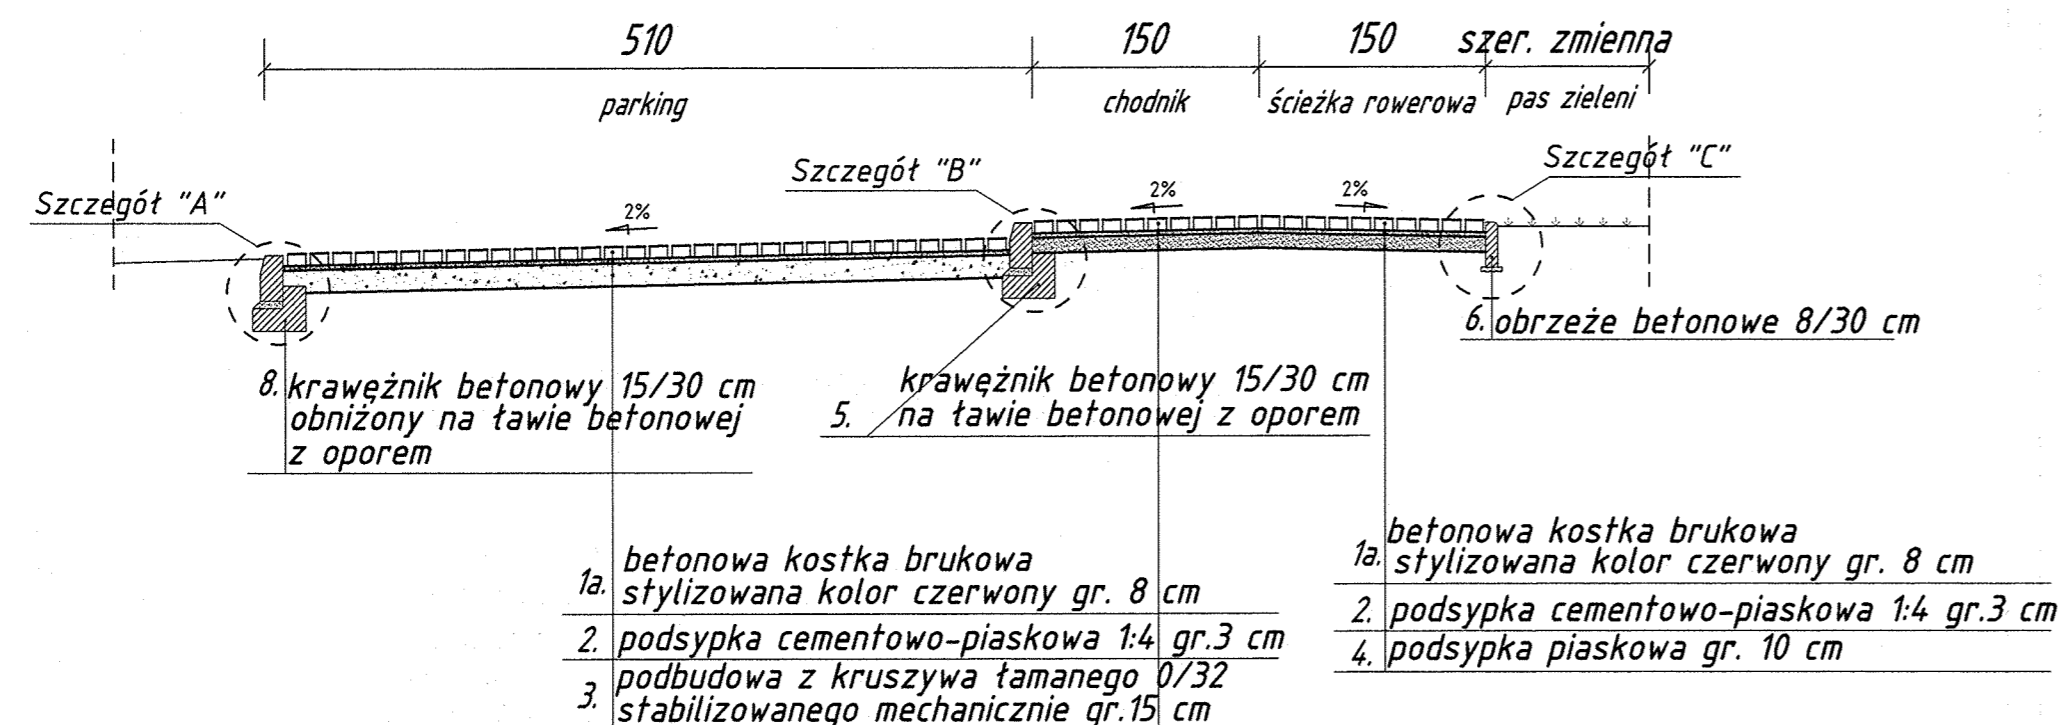 510 150 150 szer. zmienna
parking chodnik ścieżka rowerowa pas zieleni
Szczegół "A"
Szczegół "B"
Szczegół "C"
2%
2%
2%
6. obrzeże betonowe 8/30 cm
8. krawężnik betonowy 15/30 cm
obniżony na ławie betonowej
z oporem
krawężnik betonowy 15/30 cm
5. na ławie betonowej z oporem
betonowa kostka brukowa
1a. stylizowana kolor czerwony gr. 8 cm
2. podsypka cementowo-piaskowa 1:4 gr.3 cm
3. podbudowa z kruszywa łamanego 0/32
stabilizowanego mechanicznie gr.15 cm
betonowa kostka brukowa
1a. stylizowana kolor czerwony gr. 8 cm
2. podsypka cementowo-piaskowa 1:4 gr.3 cm
4. podsypka piaskowa gr. 10 cm